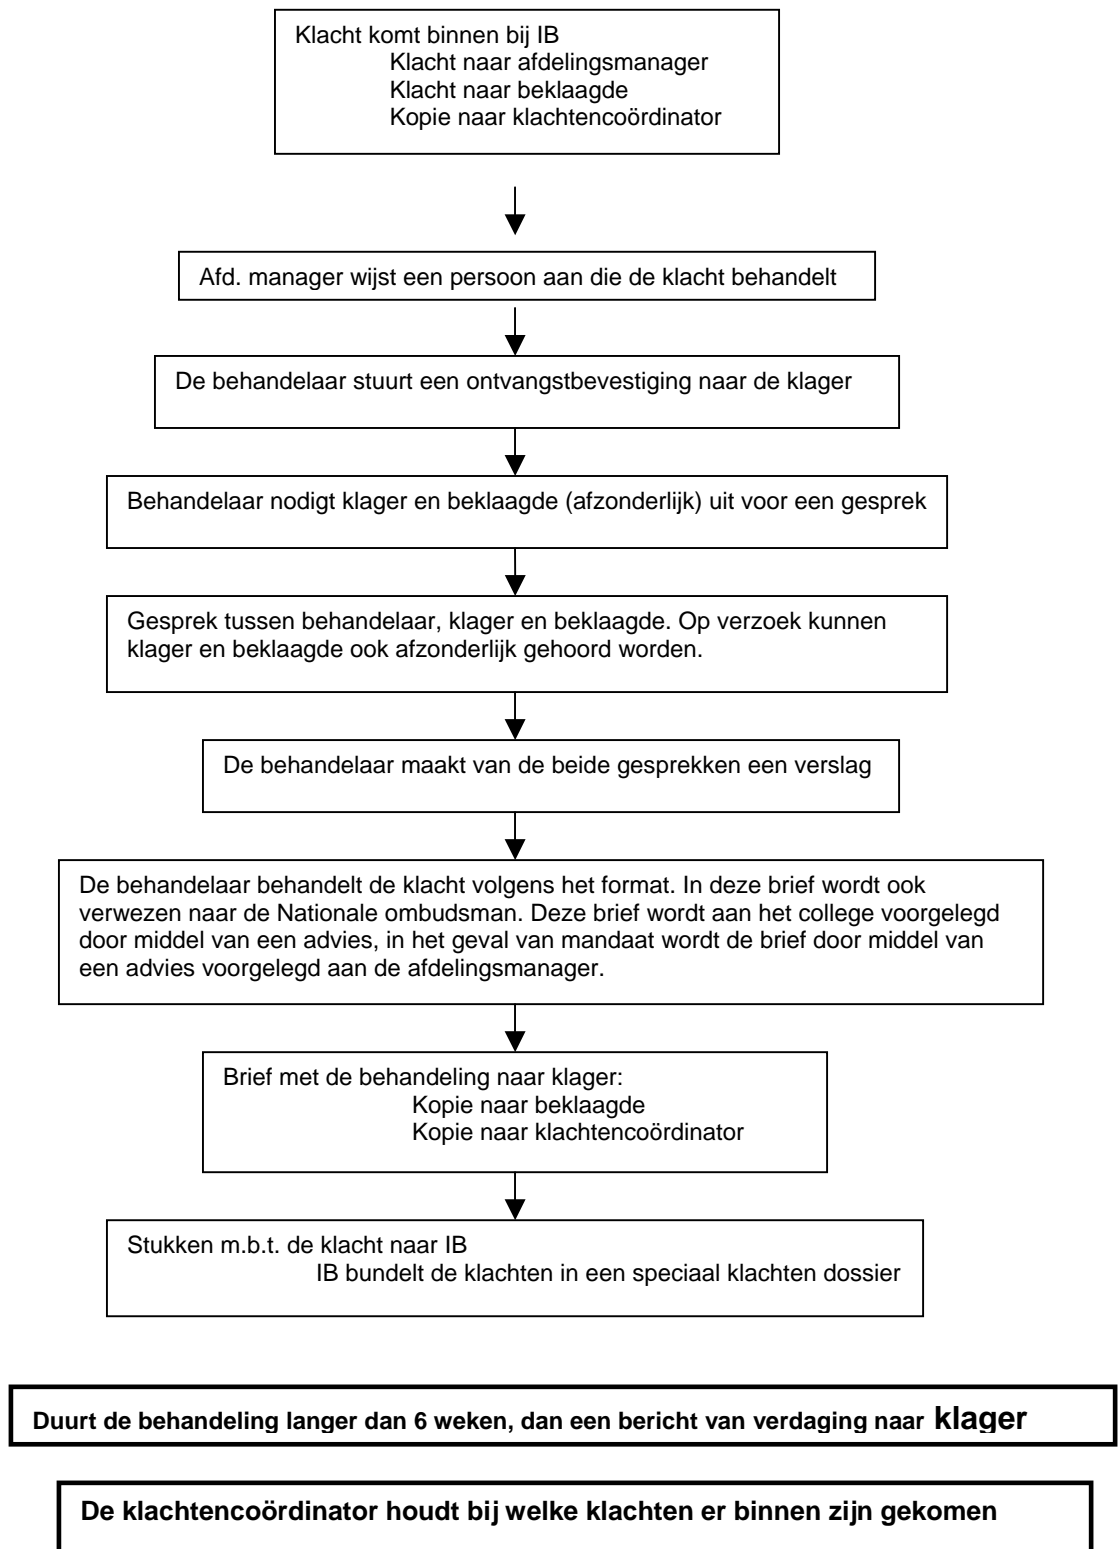 Klacht komt binnen bij IB
Klacht naar afdelingsmanager
Klacht naar beklaagde
Kopie naar klachtencoördinator
Afd. manager wijst een persoon aan die de klacht behandelt
De behandelaar stuurt een ontvangstbevestiging naar de klager
Behandelaar nodigt klager en beklaagde (afzonderlijk) uit voor een gesprek
Gesprek tussen behandelaar, klager en beklaagde. Op verzoek kunnen
klager en beklaagde ook afzonderlijk gehoord worden.
De behandelaar maakt van de beide gesprekken een verslag
De behandelaar behandelt de klacht volgens het format. In deze brief wordt ook
verwezen naar de Nationale ombudsman. Deze brief wordt aan het college voorgelegd
door middel van een advies, in het geval van mandaat wordt de brief door middel van
een advies voorgelegd aan de afdelingsmanager.
Brief met de behandeling naar klager:
Kopie naar beklaagde
Kopie naar klachtencoördinator
Stukken m.b.t. de klacht naar IB
IB bundelt de klachten in een speciaal klachten dossier
Duurt de behandeling langer dan 6 weken, dan een bericht van verdaging naar klager
De klachtencoördinator houdt bij welke klachten er binnen zijn gekomen